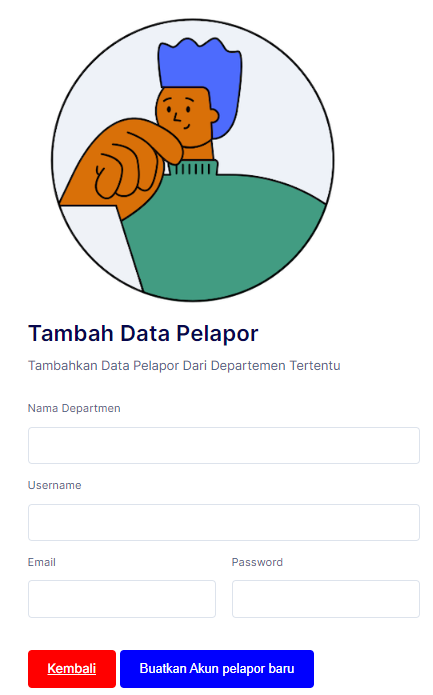 Tambah Data Pelapor
Tambahkan Data Pelapor Dari Departemen Tertentu
Nama Departmen
Username
Email Password
Kembali Buatkan Akun pelapor baru